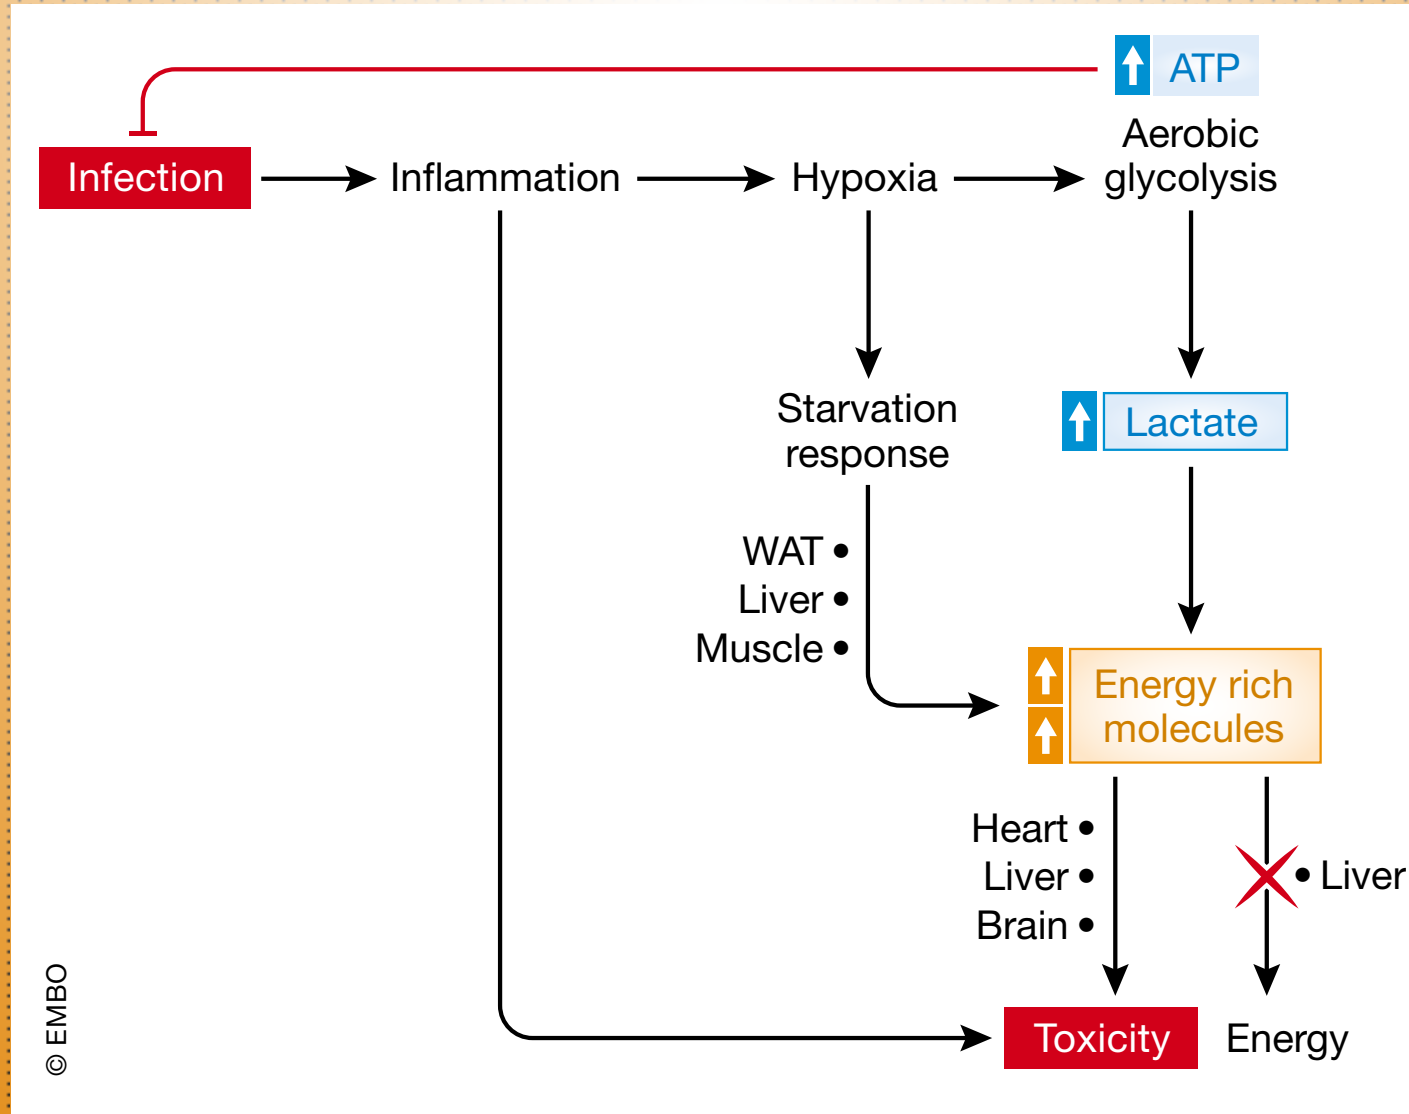 ATP
Aerobic
glycolysis
Infection
Inflammation
Hypoxia
Starvation
response
Lactate
WAT •
Liver •
Muscle •
Energy rich
molecules
Heart •
Liver •
Brain •
• Liver
Toxicity
Energy
© EMBO